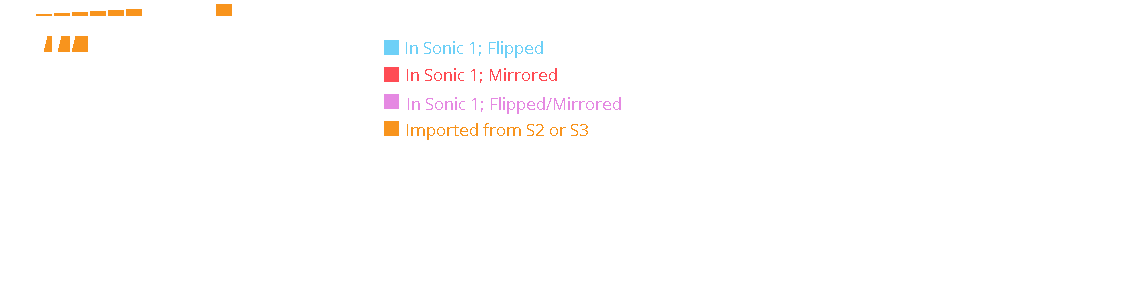 In Sonic 1; Flipped
In Sonic 1; Mirrored
In Sonic 1; Flipped/Mirrored
Imported from S2 or S3